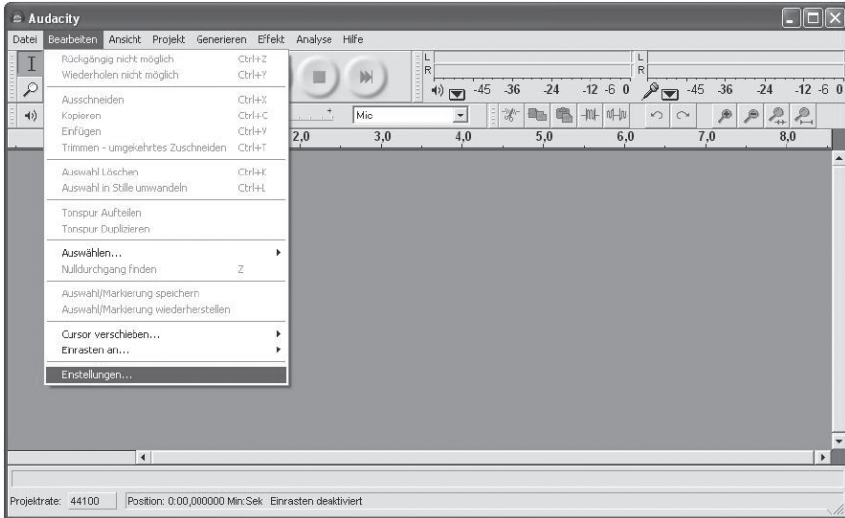 Audacity
Datei Bearbeiten Ansicht Projekt Generieren Effekt Analyse Hilfe
Rückgängig nicht möglich Ctrl+Z
Wiederholen nicht möglich Ctrl+Y
Ausschneiden Ctrl+X
Kopieren Ctrl+C
Einfügen Ctrl+V
Trimmen - umgekehrtes Zuschneiden Ctrl+T
Auswahl Löschen Ctrl+K
Auswahl in Stille umwandeln Ctrl+L
Tonspur Aufteilen
Tonspur Duplizieren
Auswählen...
Nulldurchgang finden Z
Auswahl/Markierung speichern
Auswahl/Markierung wiederherstellen
Cursor verschieben...
Einrasten an...
Einstellungen...
L L
R R
-45 -36 -24 -12 -6 0 -45 -36 -24 -12 -6 0
Mic
2,0 3,0 4,0 5,0 6,0 7,0 8,0
Projektrate: 44100 Position: 0:00,000000 Min:Sek Einrasten deaktiviert